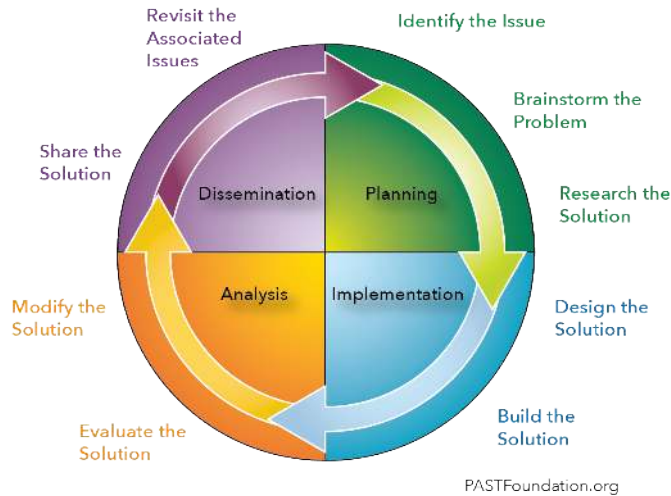 Identify the Issue
Brainstorm the
Problem
Research the
Solution
Design the
Solution
Build the
Solution
Evaluate the
Solution
Modify the
Solution
Share the
Solution
Revisit the
Associated
Issues
Dissemination
Planning
Analysis
Implementation
PASTFoundation.org